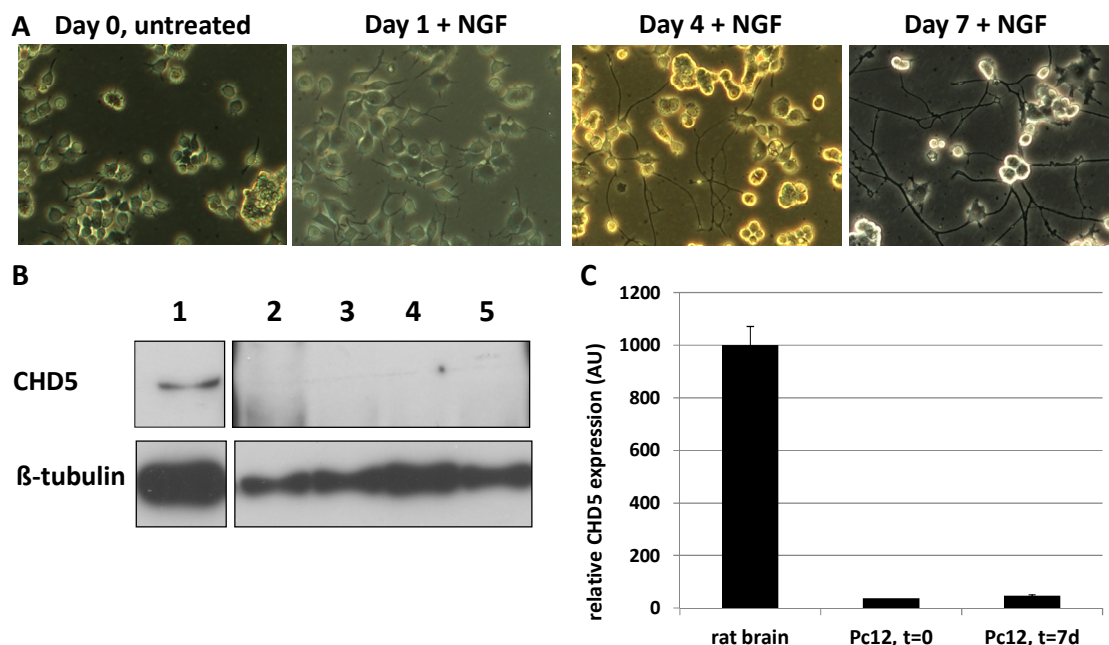 A
Day 0, untreated
Day 1 + NGF
Day 4 + NGF
Day 7 + NGF
B
1 2 3 4 5
CHD5
ß-tubulin
C
relative CHD5 expression (AU)
1200
1000
800
600
400
200
0
rat brain
Pc12, t=0
Pc12, t=7d